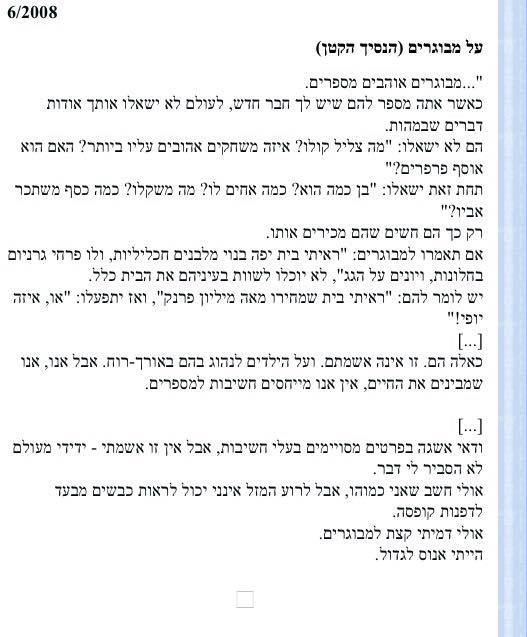 6/2008
על מבוגרים (הנסיך הקטן)
"...מבוגרים אוהבים מספרים.
כאשר אתה מספר להם שיש לך חבר חדש, לעולם לא ישאלו אותך אודות
דברים שבמהות.
הם לא ישאלו: "מה צליל קולו? איזה משחקים אהובים עליו ביותר? האם הוא
אוסף פרפרים?"
תחת זאת ישאלו: "בן כמה הוא? כמה אחים לו? מה משקלו? כמה כסף משתכר
אביו?"
רק כך הם חשים שהם מכירים אותו.
אם תאמרו למבוגרים: "ראיתי בית יפה בנוי מלבנים חכליליות, ולו פרחי גרניום
בחלונות, ויונים על הגג", לא יוכלו לשוות בעיניהם את הבית כלל.
יש לומר להם: "ראיתי בית שמחירו מאה מיליון פרנק", ואז יתפעלו: "או, איזה
יופי!"
[...]
כאלה הם. זו אינה אשמתם. ועל הילדים לנהוג בהם באורך-רוח. אבל אנו, אנו
שמבינים את החיים, אין אנו מייחסים חשיבות למספרים.
[...]
ודאי אשגה בפרטים מסויימים בעלי חשיבות, אבל אין זו אשמתי - ידידי מעולם
לא הסביר לי דבר.
אולי חשב שאני כמוהו, אבל לרוע המזל אינני יכול לראות כבשים מבעד
לדפנות קופסה.
אולי דמיתי קצת למבוגרים.
הייתי אנוס לגדול.